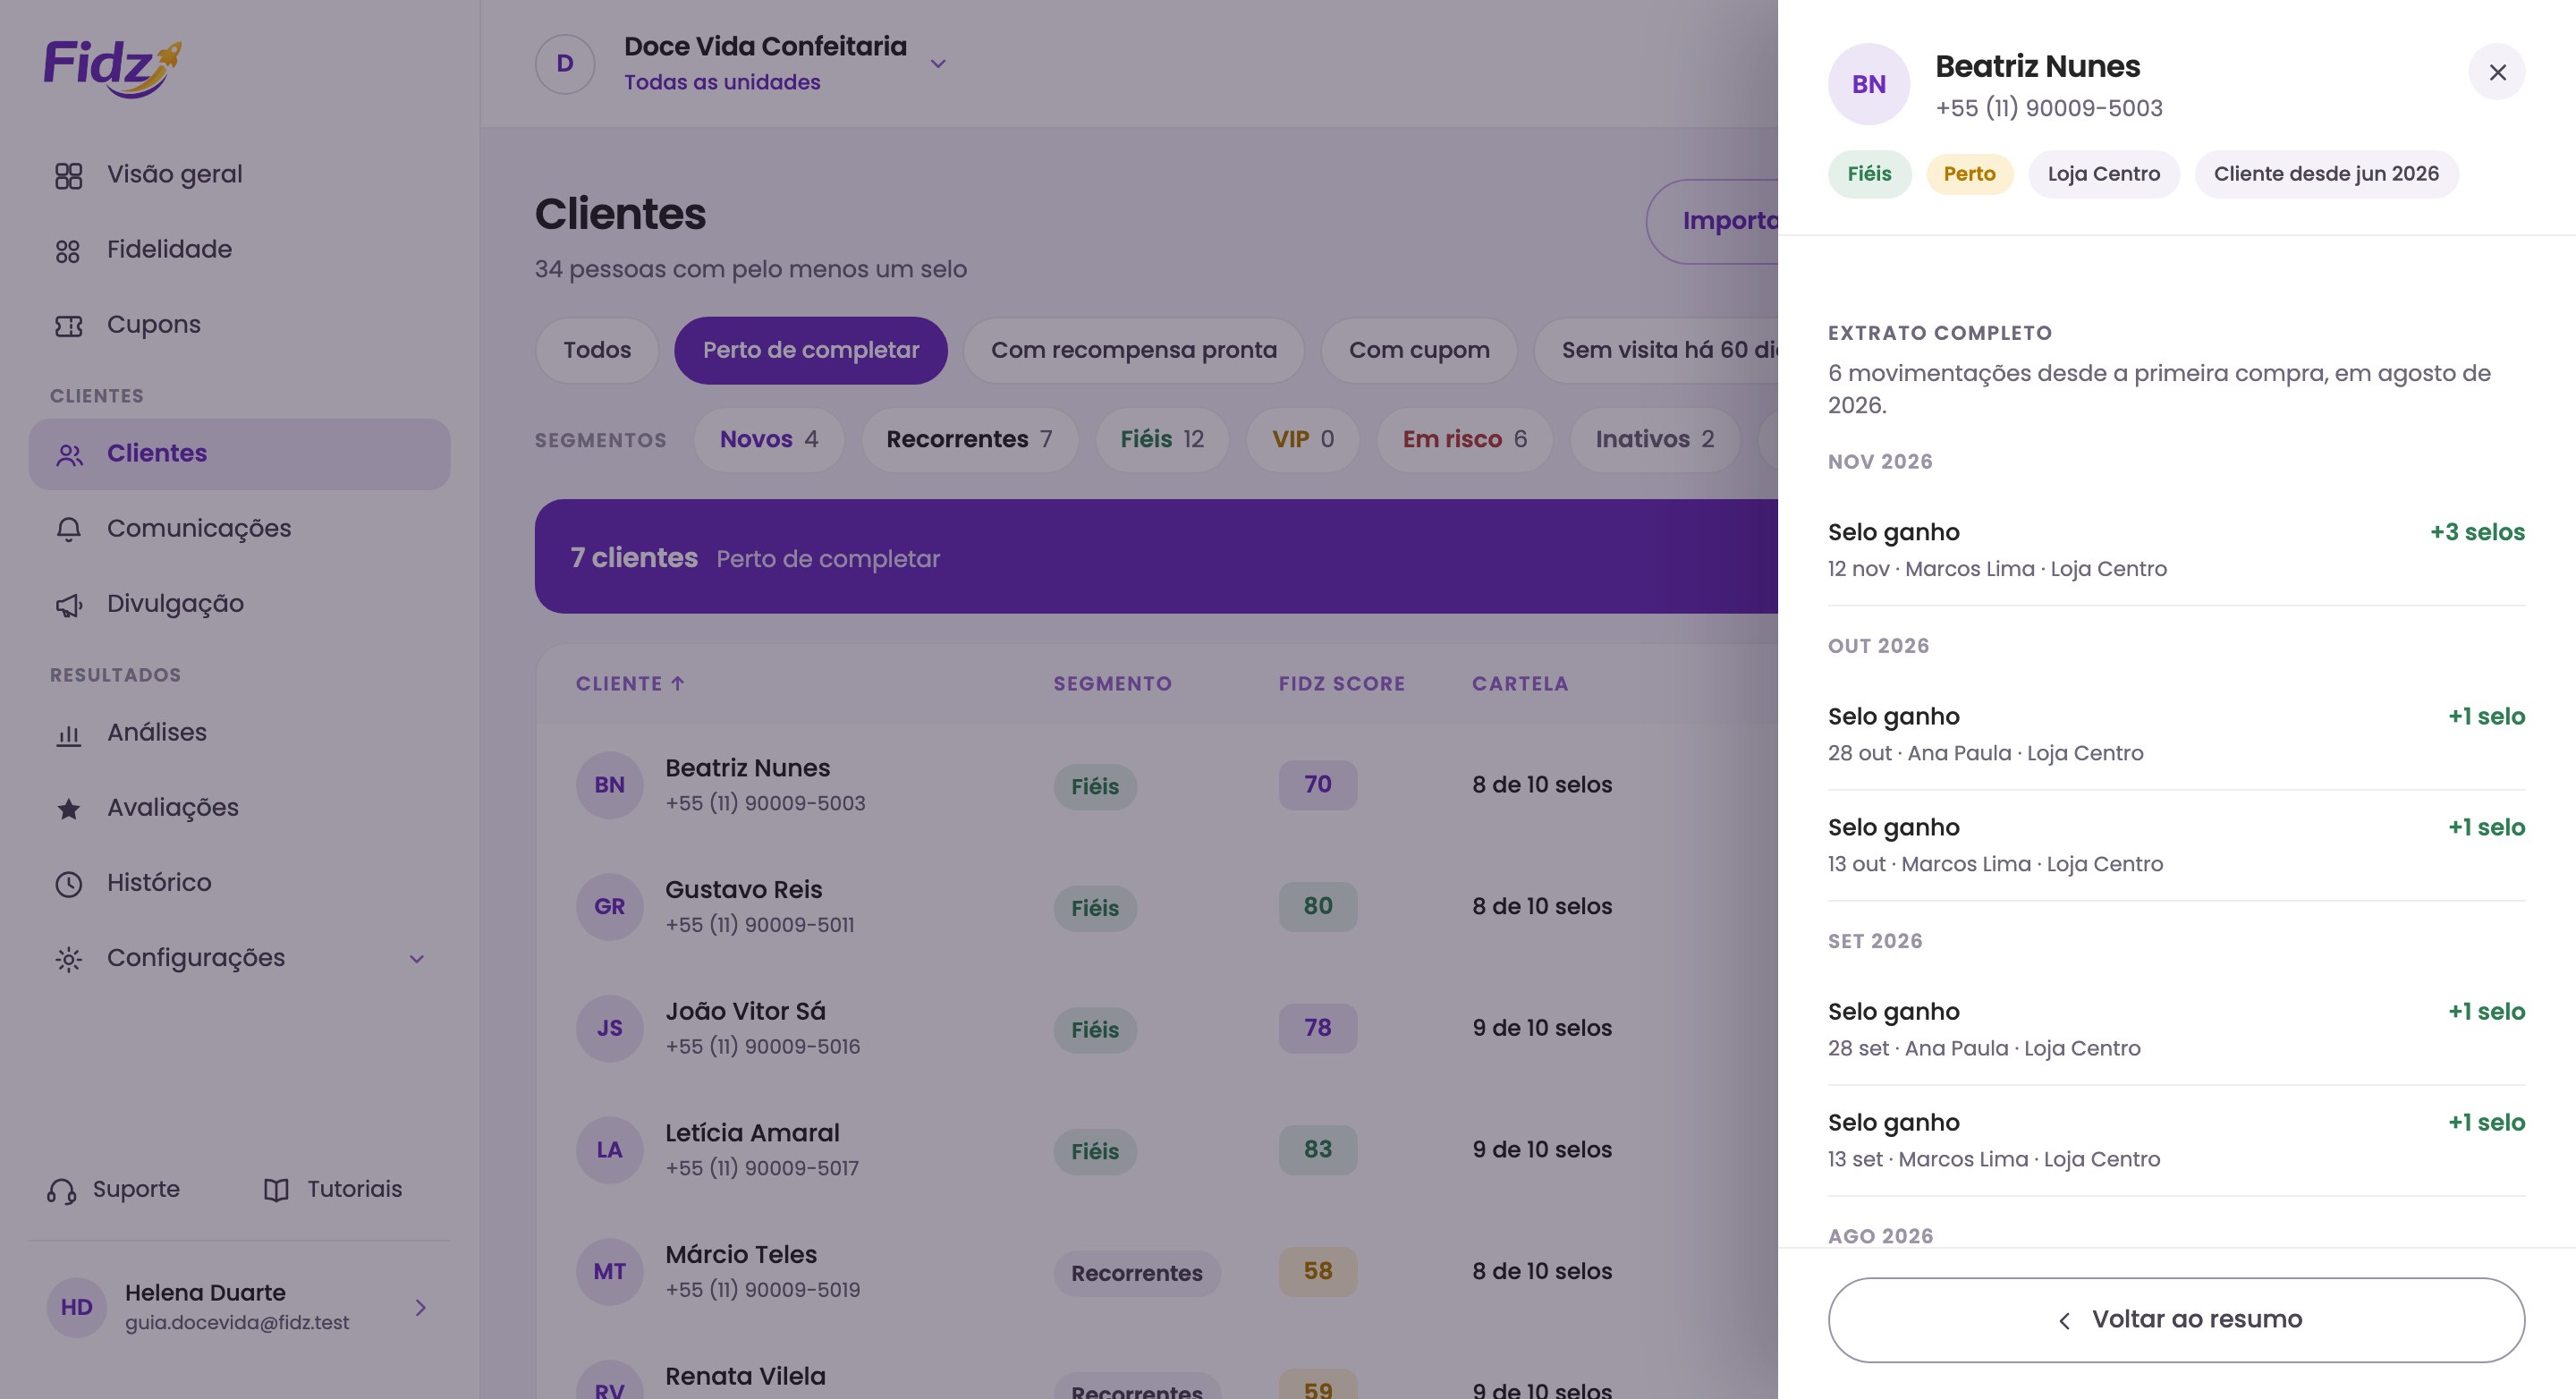 Fidz
Visão geral
Fidelidade
Cupons
CLIENTES
Clientes
Comunicações
Divulgação
RESULTADOS
Análises
Avaliações
Histórico
Configurações
Suporte
Tutoriais
HD
Helena Duarte
guia.docevida@fidz.test
D
Doce Vida Confeitaria
Todas as unidades
Clientes
34 pessoas com pelo menos um selo
Todos
Perto de completar
Com recompensa pronta
Com cupom
Sem visita há 60
SEGMENTOS
Novos 4
Recorrentes 7
Fiéis 12
VIP 0
Em risco 6
Inativos 2
7 clientes Perto de completar
CLIENTE ↑ SEGMENTO FIDZ SCORE CARTELA
BN Beatriz Nunes Fiéis 70 8 de 10 selos
+55 (11) 90009-5003
GR Gustavo Reis Fiéis 80 8 de 10 selos
+55 (11) 90009-5011
JS João Vitor Sá Fiéis 78 9 de 10 selos
+55 (11) 90009-5016
LA Letícia Amaral Fiéis 83 9 de 10 selos
+55 (11) 90009-5017
MT Márcio Teles Recorrentes 58 8 de 10 selos
+55 (11) 90009-5019
RV Renata Vilela Recorrentes 59 9 de 10 selos
BN
Beatriz Nunes
+55 (11) 90009-5003
Fiéis
Perto
Loja Centro
Cliente desde jun 2026
EXTRATO COMPLETO
6 movimentações desde a primeira compra, em agosto de
2026.
NOV 2026
Selo ganho +3 selos
12 nov · Marcos Lima · Loja Centro
OUT 2026
Selo ganho +1 selo
28 out · Ana Paula · Loja Centro
Selo ganho +1 selo
13 out · Marcos Lima · Loja Centro
SET 2026
Selo ganho +1 selo
28 set · Ana Paula · Loja Centro
Selo ganho +1 selo
13 set · Marcos Lima · Loja Centro
AGO 2026
Voltar ao resumo